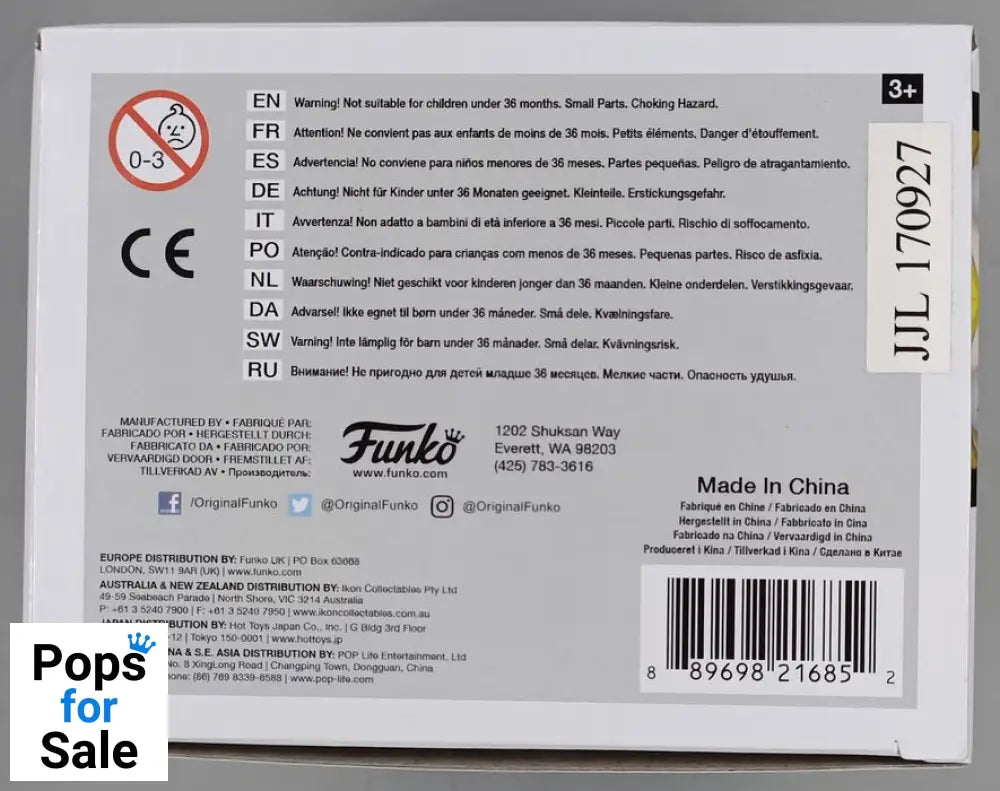 3+
0-3
EN Warning! Not suitable for children under 36 months. Small Parts. Choking Hazard.
FR Attention! Ne convient pas aux enfants de moins de 36 mois. Petits éléments. Danger d'étouffement.
ES Advertencia! No conviene para niños menores de 36 meses. Partes pequeñas. Peligro de atragantamiento.
DE Achtung! Nicht für Kinder unter 36 Monaten geeignet. Kleinteile. Erstickungsgefahr.
IT Avvertenza! Non adatto a bambini di età inferiore a 36 mesi. Piccole parti. Rischio di soffocamento.
PO Atenção! Contra-indicado para crianças com menos de 36 meses. Pequenas partes. Risco de asfixia.
NL Waarschuwing! Niet geschikt voor kinderen jonger dan 36 maanden. Kleine onderdelen. Verstikkingsgevaar.
DA Advarsel! Ikke egnet til børn under 36 måneder. Små dele. Kvælningsfare.
SW Varning! Inte lämplig för barn under 36 månader. Små delar. Kvävningsrisk.
RU Внимание! Не пригодно для детей младше 36 месяцев. Мелкие части. Опасность удушья.
CE
JJL 170927
MANUFACTURED BY • FABRIQUÉ PAR:
FABRICADO POR • HERGESTELLT DURCH:
FABBRICATO DA • FABRICADO POR:
VERVAARDIGD DOOR • FREMSTILLET AF:
TILLVERKAD AV • Производитель:
Funko
www.funko.com
1202 Shuksan Way
Everett, WA 98203
(425) 783-3616
f /OriginalFunko @OriginalFunko @OriginalFunko
Made In China
Fabriqué en Chine / Fabricado en China
Hergestellt in China / Fabbricato in Cina
Fabricado na China / Vervaardigd in China
Produceret i Kina / Tillverkad i Kina / Сделано в Китае
EUROPE DISTRIBUTION BY: Funko UK | PO Box 63668
LONDON, SW11 9AR (UK) | www.funko.com
AUSTRALIA & NEW ZEALAND DISTRIBUTION BY: Ikon Collectables Pty Ltd
49-59 Seabeach Parade | North Shore, VIC 3214 Australia
P: +61 3 5240 7900 | F: +61 3 5240 7950 | www.ikoncollectables.com.au
JAPAN DISTRIBUTION BY: Hot Toys Japan Co., Inc. | G Bldg 3rd Floor
-12 | Tokyo 150-0001 | www.hottoys.jp
NA & S.E. ASIA DISTRIBUTION BY: POP Life Entertainment, Ltd
No. 8 XingLong Road | Changping Town, Dongguan, China
hone: (86) 769 8339-8588 | www.pop-life.com
8 89698 21685 2
Pops
for
Sale